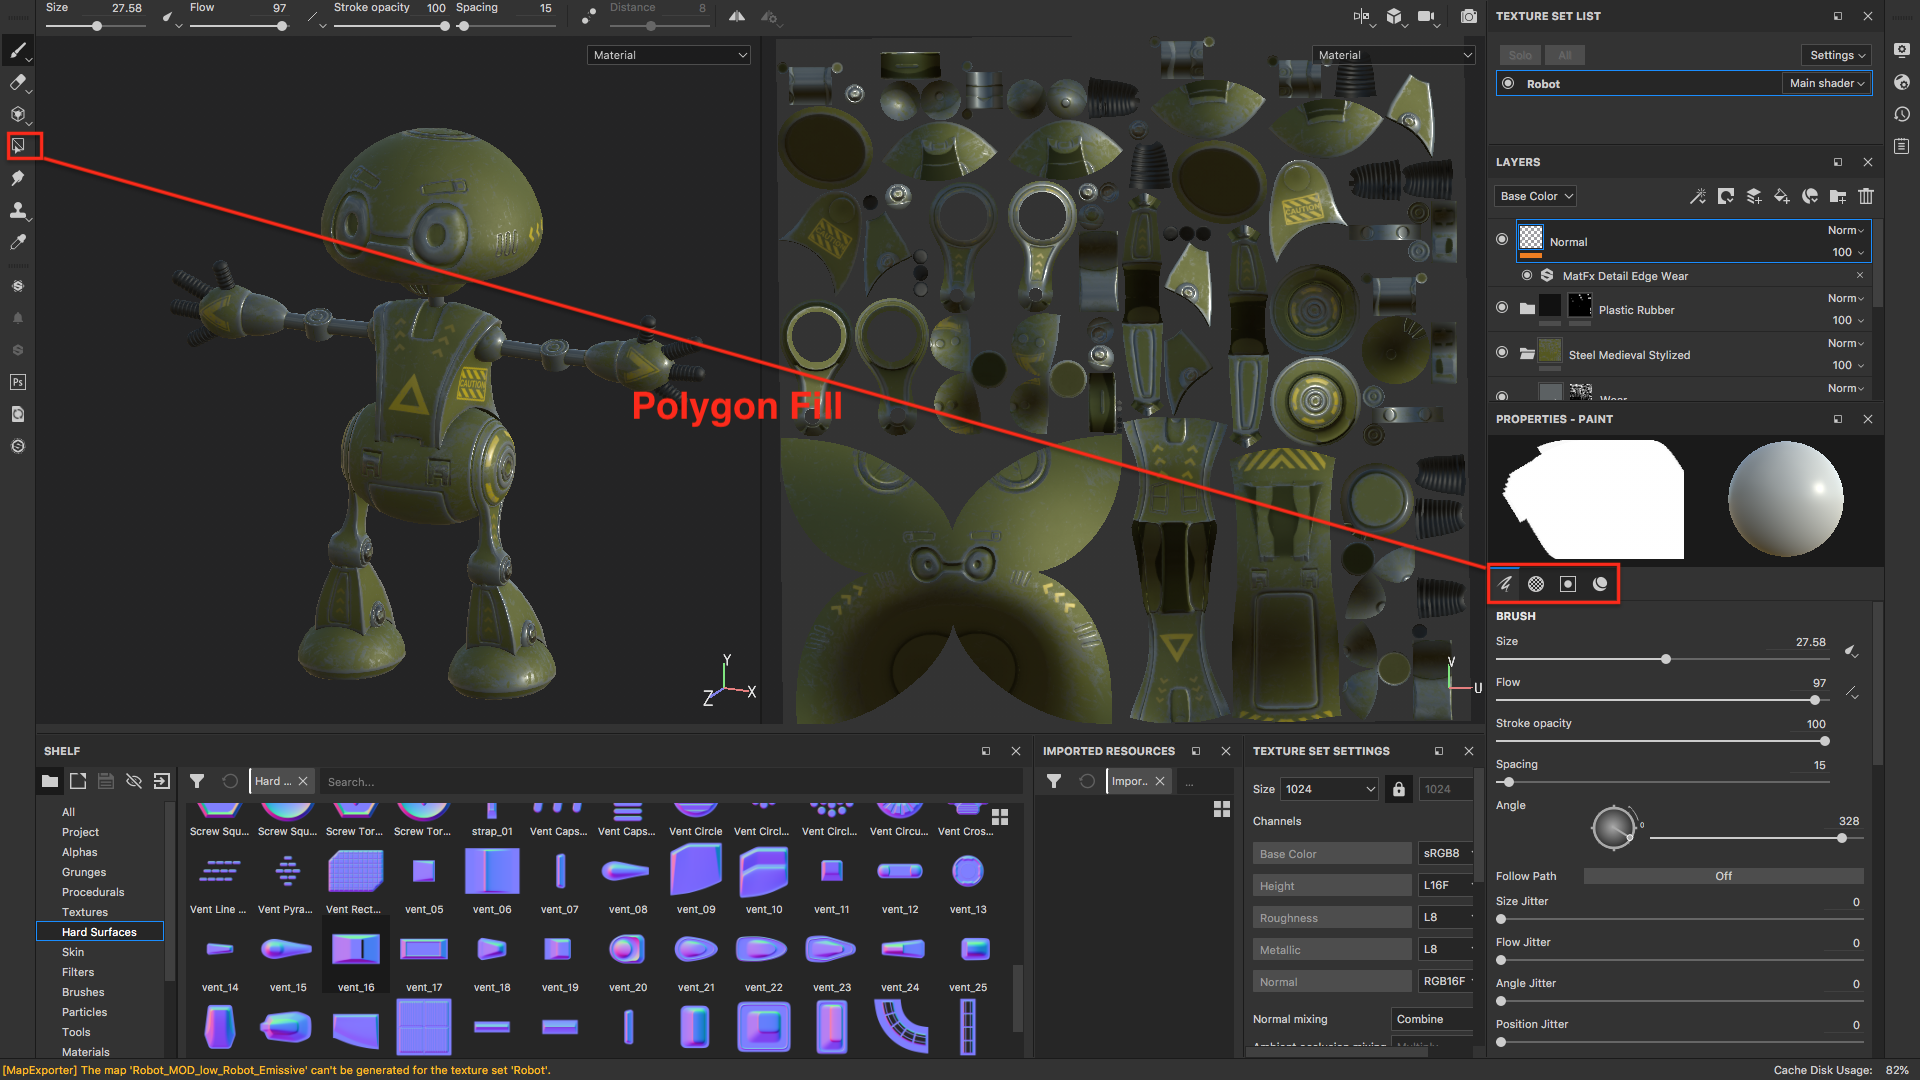 Size 27.58 Flow 97 Stroke opacity 100 Spacing 15 Distance 8
Material
Material
TEXTURE SET LIST
Solo All Settings
Robot Main shader
LAYERS
Base Color
Normal Norm 100
MatFx Detail Edge Wear
Plastic Rubber Norm 100
Steel Medieval Stylized Norm 100
Norm
CAUTION
CAUTION
CAUTION
Polygon Fill
Y
Z X
V
U
PROPERTIES - PAINT
BRUSH
Size 27.58
Flow 97
Stroke opacity 100
Spacing 15
Angle 328
0
Follow Path Off
Size Jitter 0
Flow Jitter 0
Angle Jitter 0
Position Jitter 0
Ps
SHELF
Hard ... Search...
All
Project
Alphas
Grunges
Procedurals
Textures
Hard Surfaces
Skin
Filters
Brushes
Particles
Tools
Materials
Screw Squ... Screw Squ... Screw Tor... Screw Tor... strap_01 Vent Caps... Vent Caps... Vent Circle Vent Circl... Vent Circl... Vent Circu... Vent Cros...
Vent Line ... Vent Pyra... Vent Rect... vent_05 vent_06 vent_07 vent_08 vent_09 vent_10 vent_11 vent_12 vent_13
vent_14 vent_15 vent_16 vent_17 vent_18 vent_19 vent_20 vent_21 vent_22 vent_23 vent_24 vent_25
IMPORTED RESOURCES
Impor.. ...
TEXTURE SET SETTINGS
Size 1024 1024
Channels
Base Color sRGB8
Height L16F
Roughness L8
Metallic L8
Normal RGB16F
Normal mixing Combine
[MapExporter] The map 'Robot_MOD_low_Robot_Emissive' can't be generated for the texture set 'Robot'.
Cache Disk Usage: 82%